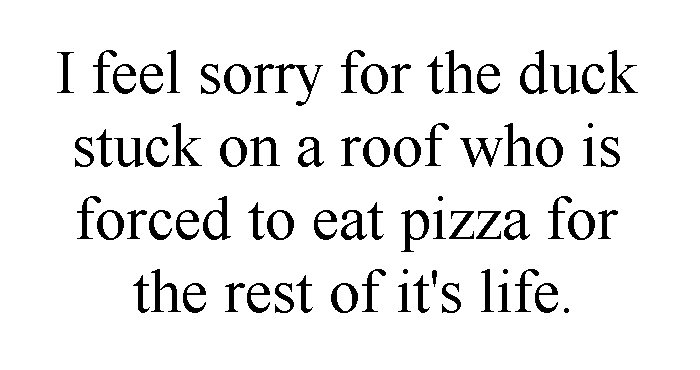 I feel sorry for the duck
stuck on a roof who is
forced to eat pizza for
the rest of it's life.